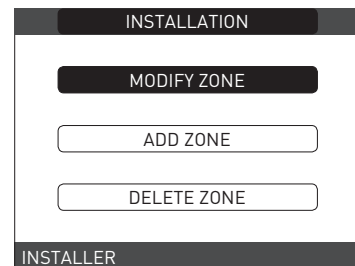 INSTALLATION
MODIFY ZONE
ADD ZONE
DELETE ZONE
INSTALLER